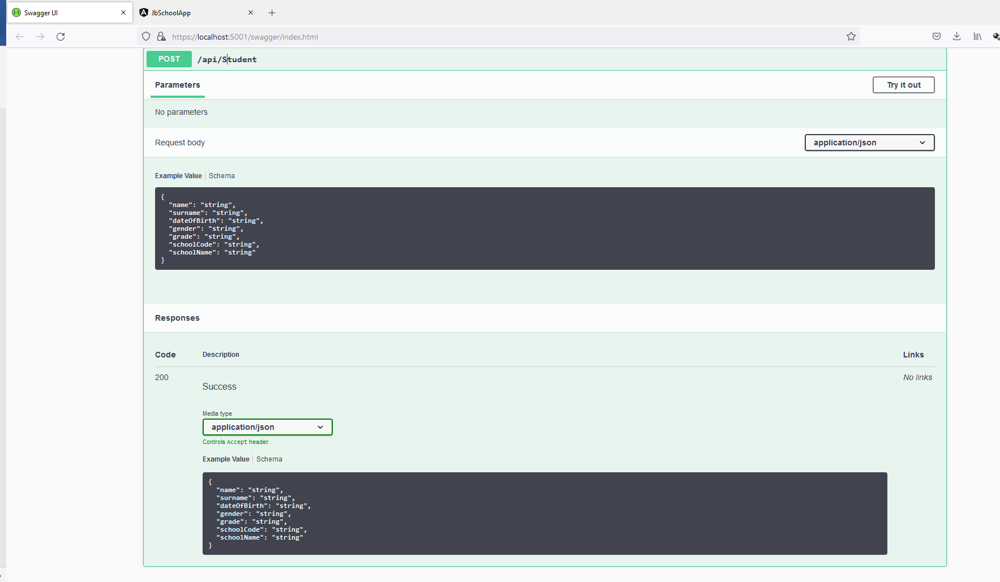 Swagger UI
JbSchoolApp
https://localhost:5001/swagger/index.html
POST /api/Student
Parameters
Try it out
No parameters
Request body
application/json
Example Value Schema
{
"name": "string",
"surname": "string",
"dateOfBirth": "string",
"gender": "string",
"grade": "string",
"schoolCode": "string",
"schoolName": "string"
}
Responses
Code Description Links
200 Success No links
Media type
application/json
Controls Accept header.
Example Value Schema
{
"name": "string",
"surname": "string",
"dateOfBirth": "string",
"gender": "string",
"grade": "string",
"schoolCode": "string",
"schoolName": "string"
}